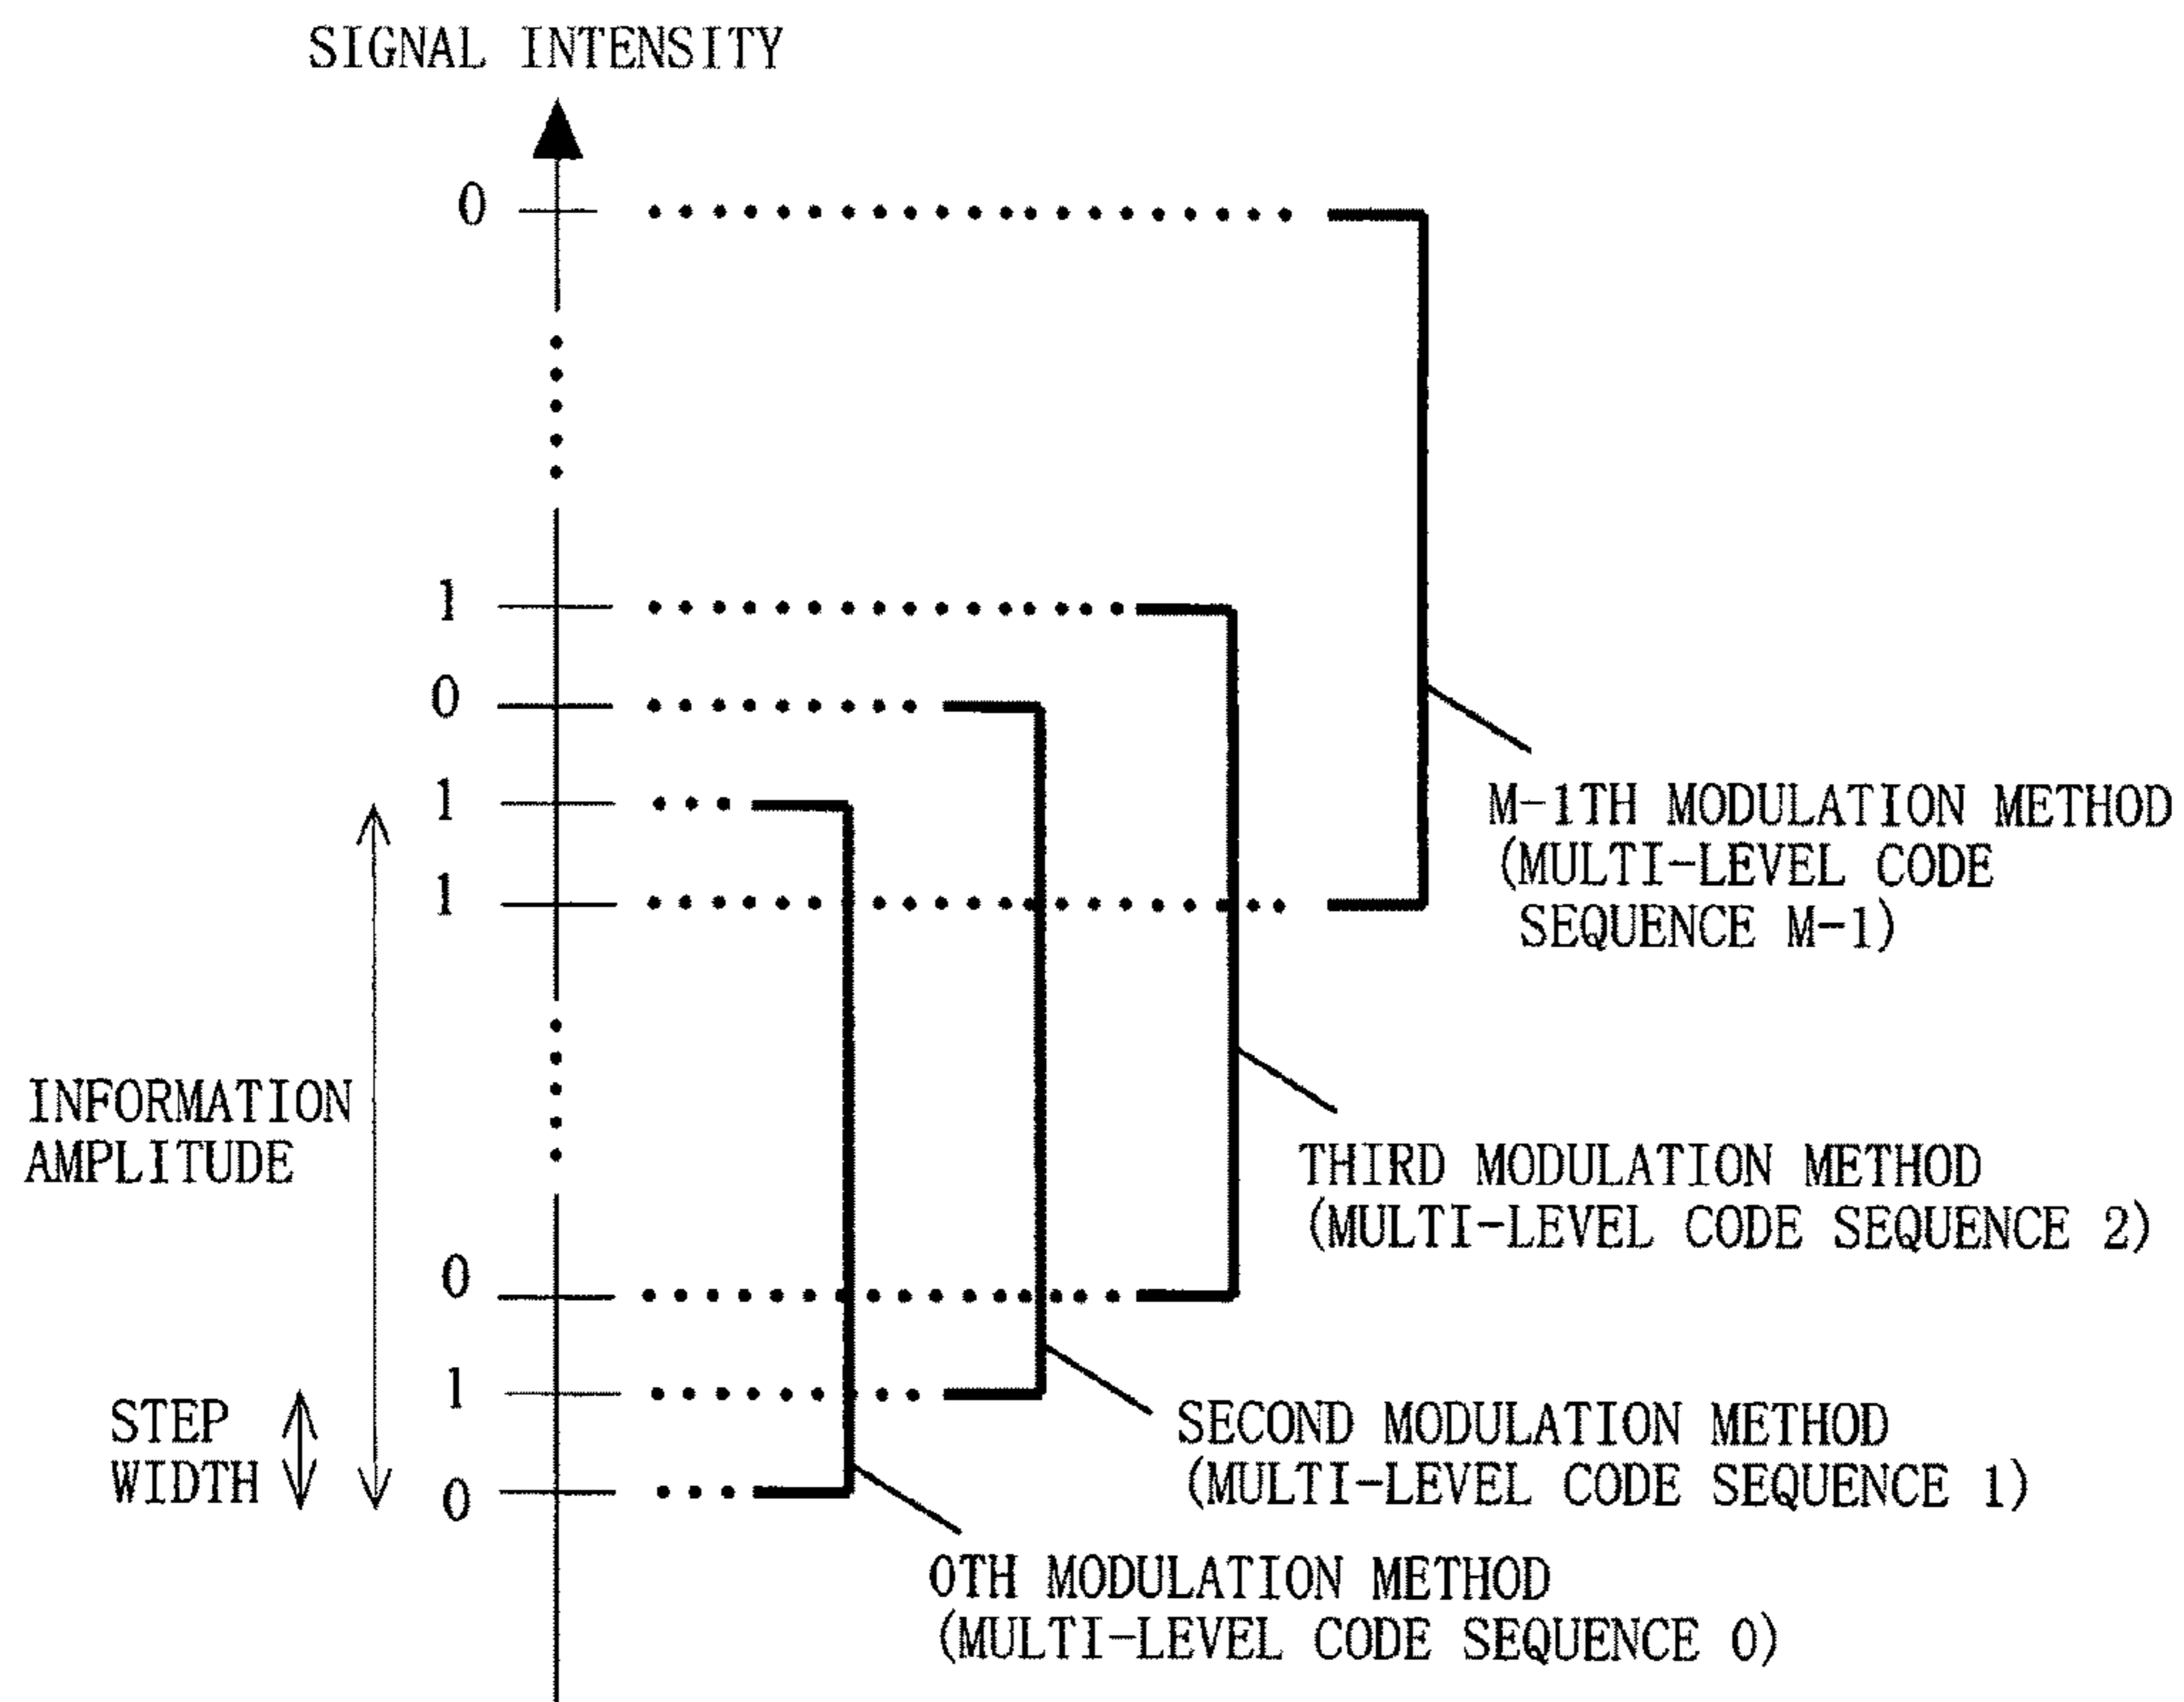 SIGNAL INTENSITY
0
1
0
1
1
M-1TH MODULATION METHOD
(MULTI-LEVEL CODE
SEQUENCE M-1)
INFORMATION
AMPLITUDE
THIRD MODULATION METHOD
(MULTI-LEVEL CODE SEQUENCE 2)
0
1
STEP
WIDTH
SECOND MODULATION METHOD
(MULTI-LEVEL CODE SEQUENCE 1)
0
0TH MODULATION METHOD
(MULTI-LEVEL CODE SEQUENCE 0)